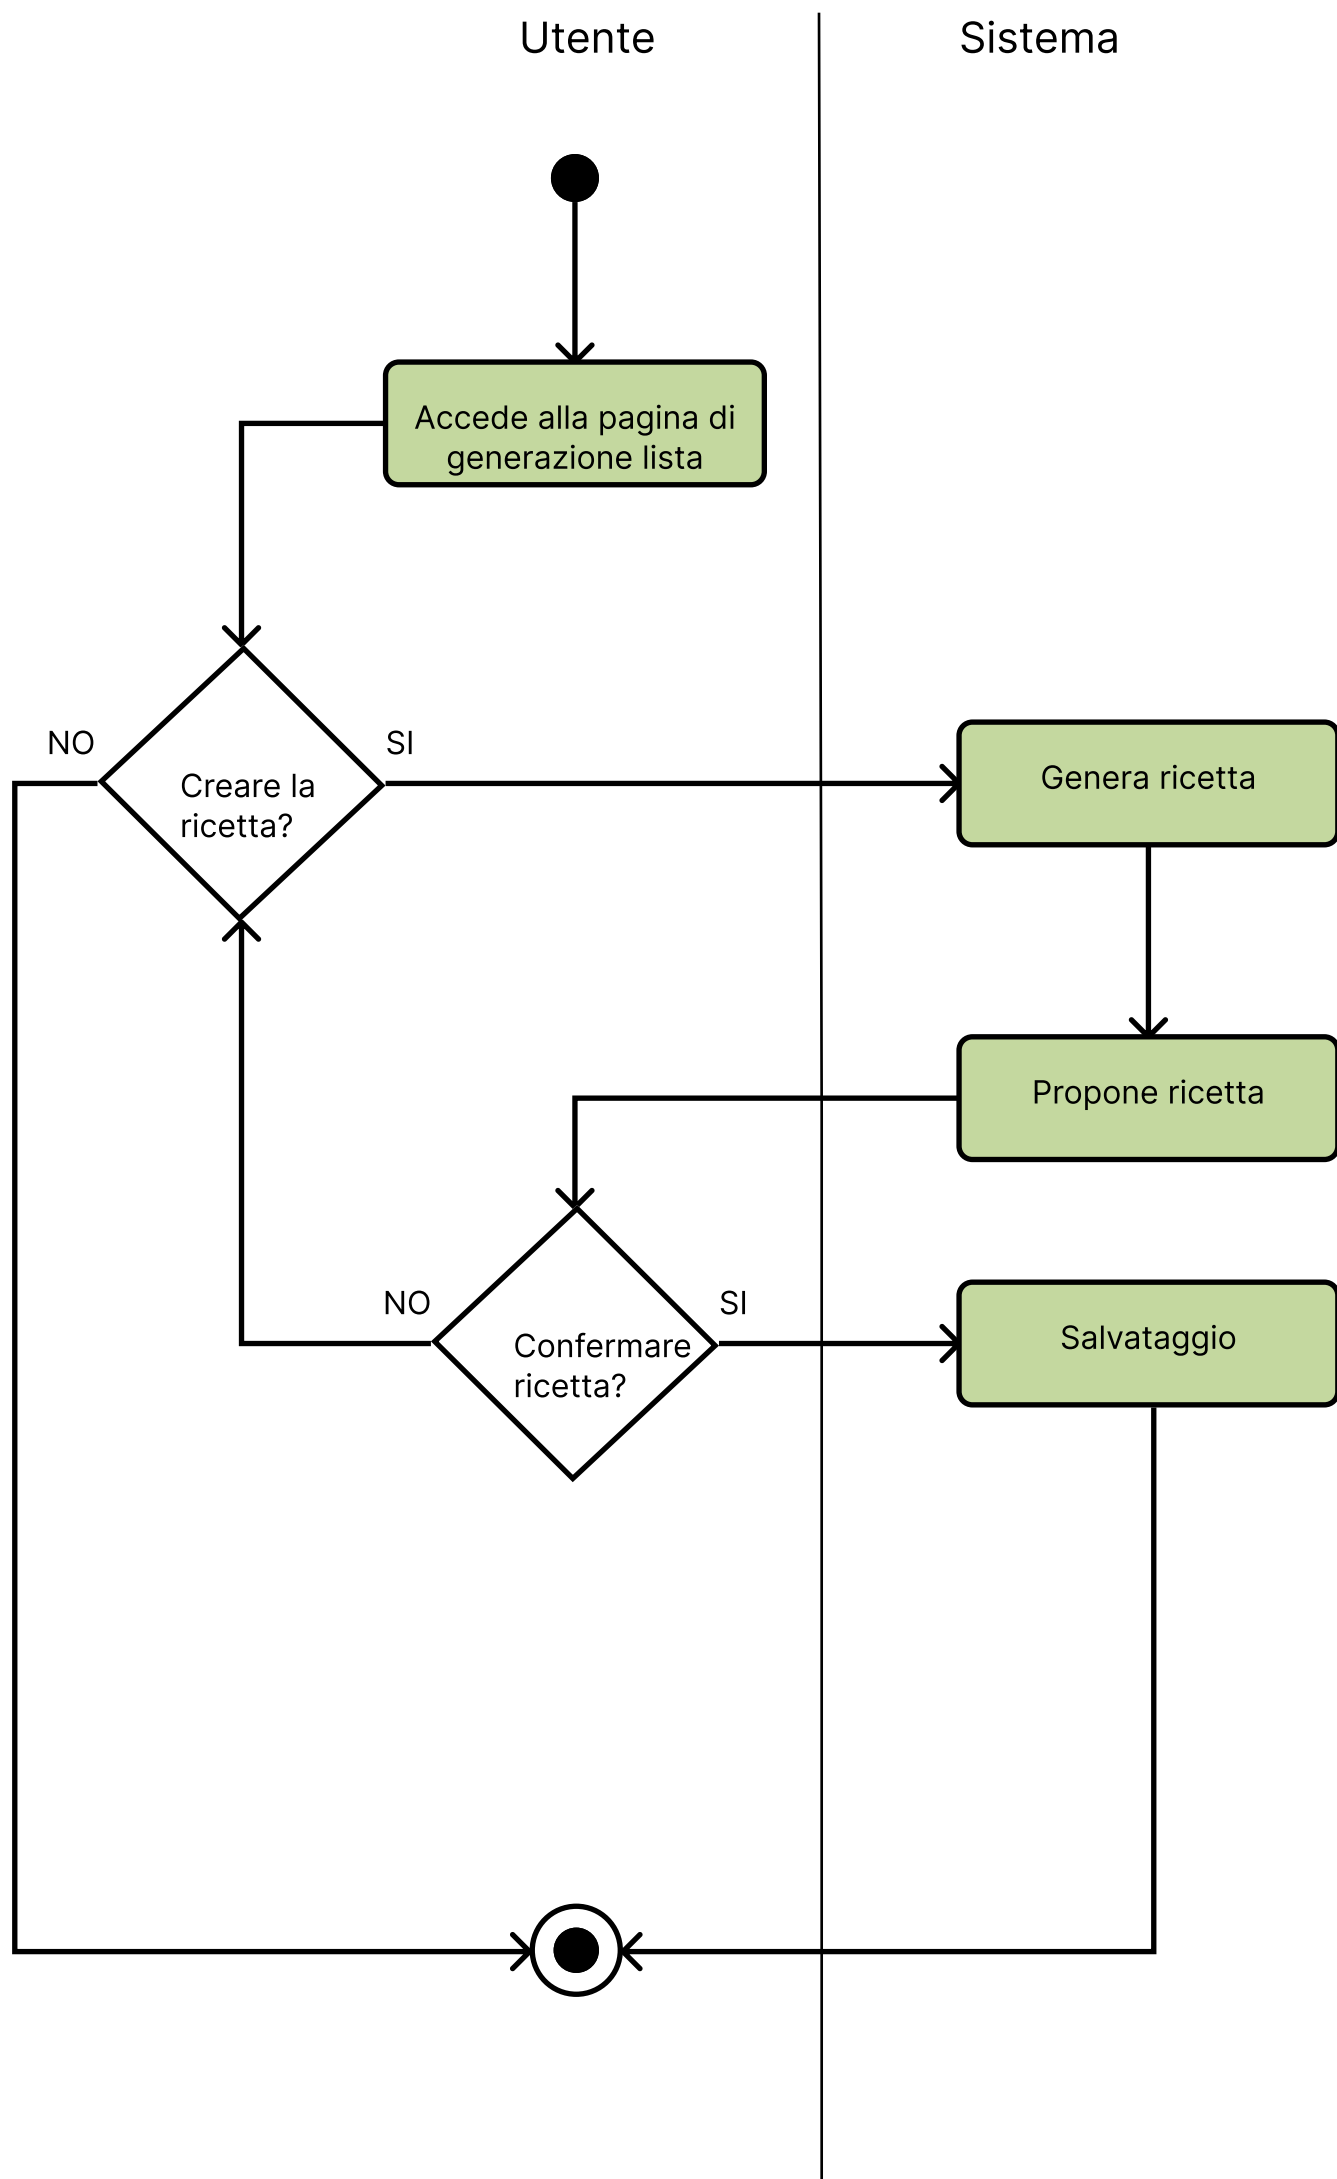 Utente
Sistema
Accede alla pagina di
generazione lista
NO
SI
Creare la
ricetta?
Genera ricetta
Propone ricetta
NO
SI
Confermare
ricetta?
Salvataggio